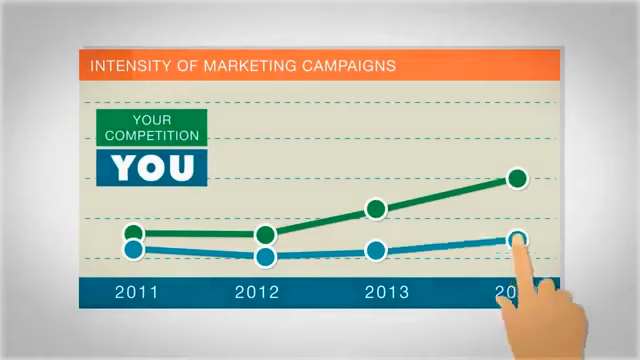 INTENSITY OF MARKETING CAMPAIGNS
YOUR
COMPETITION
YOU
2011 2012 2013